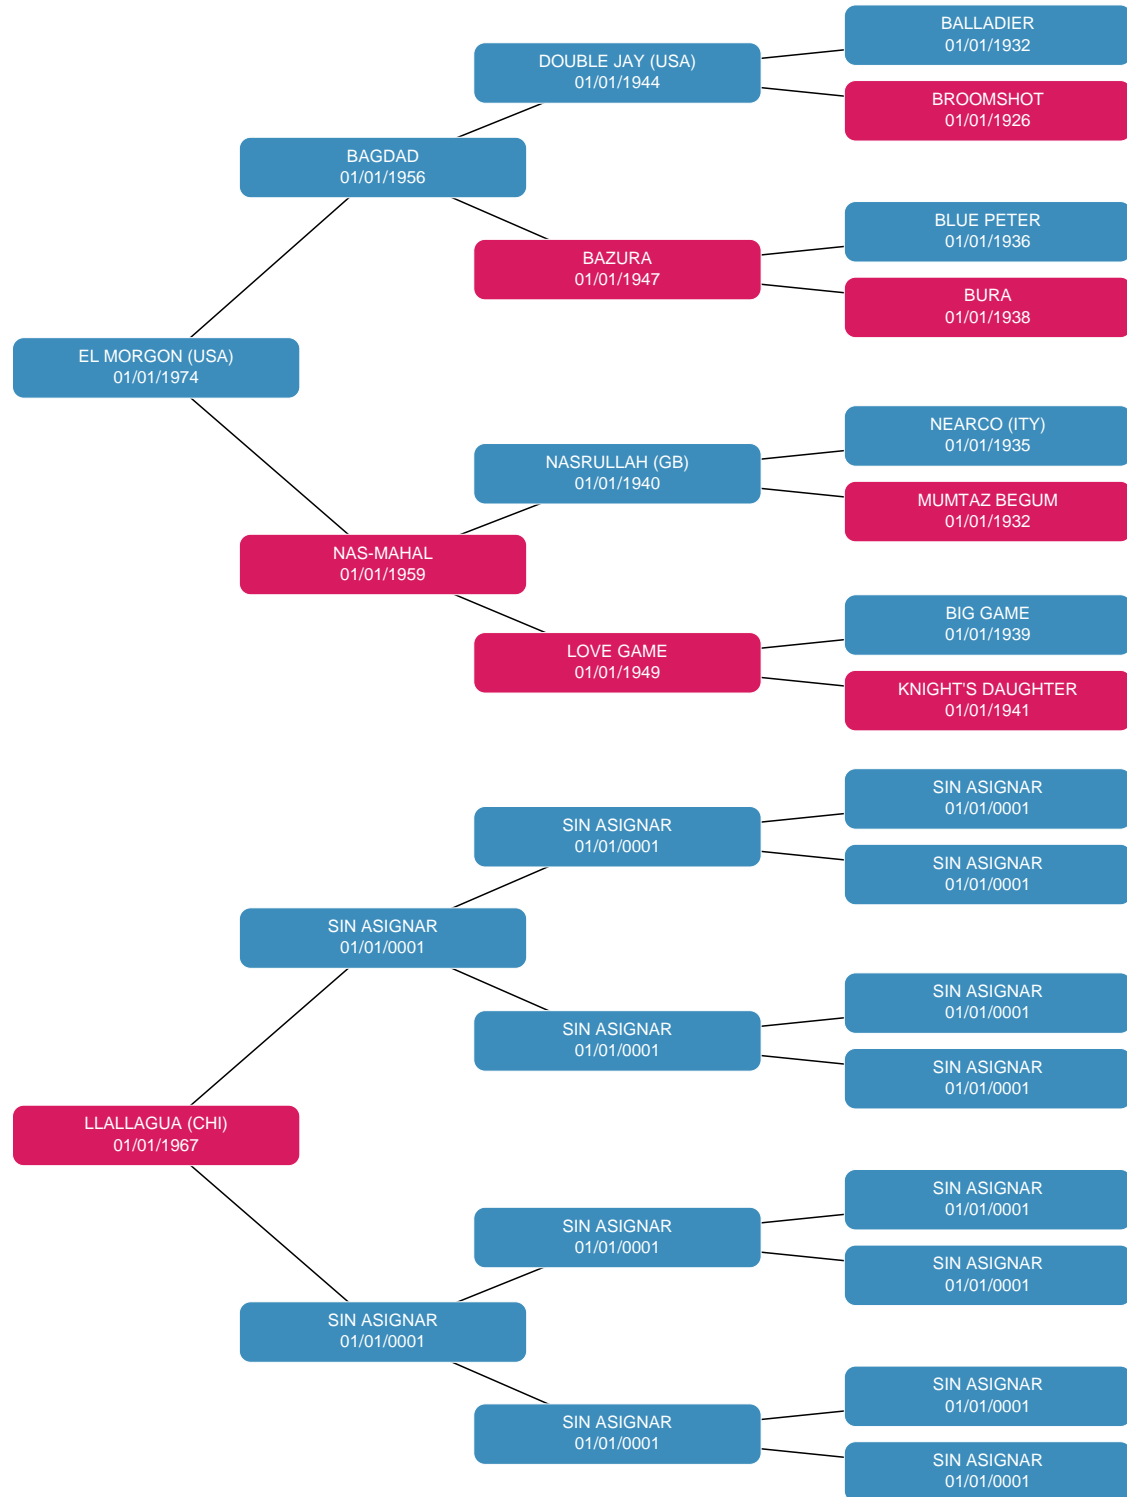 BALLADIER
01/01/1932
DOUBLE JAY (USA)
01/01/1944
BROOMSHOT
01/01/1926
BAGDAD
01/01/1956
BLUE PETER
01/01/1936
BAZURA
01/01/1947
BURA
01/01/1938
EL MORGON (USA)
01/01/1974
NEARCO (ITY)
01/01/1935
NASRULLAH (GB)
01/01/1940
MUMTAZ BEGUM
01/01/1932
NAS-MAHAL
01/01/1959
BIG GAME
01/01/1939
LOVE GAME
01/01/1949
KNIGHT'S DAUGHTER
01/01/1941
SIN ASIGNAR
01/01/0001
SIN ASIGNAR
01/01/0001
SIN ASIGNAR
01/01/0001
SIN ASIGNAR
01/01/0001
SIN ASIGNAR
01/01/0001
SIN ASIGNAR
01/01/0001
SIN ASIGNAR
01/01/0001
LLALLAGUA (CHI)
01/01/1967
SIN ASIGNAR
01/01/0001
SIN ASIGNAR
01/01/0001
SIN ASIGNAR
01/01/0001
SIN ASIGNAR
01/01/0001
SIN ASIGNAR
01/01/0001
SIN ASIGNAR
01/01/0001
SIN ASIGNAR
01/01/0001